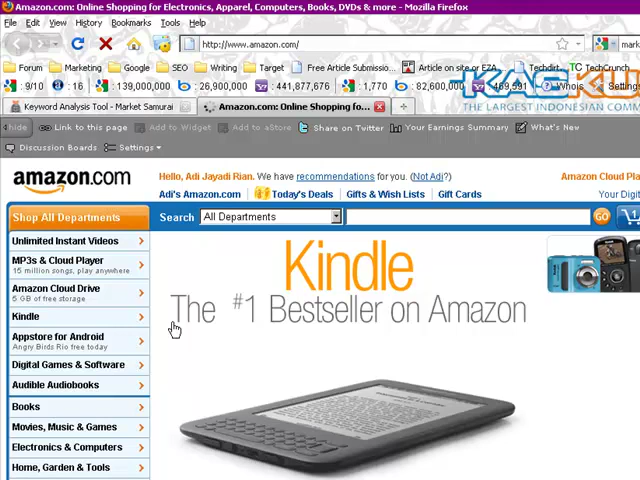 Amazon.com: Online Shopping for Electronics, Apparel, Computers, Books, DVDs & more - Mozilla Firefox
File Edit View History Bookmarks Tools Help
http://www.amazon.com/
Forum Marketing Google SEO Writing Target Free Article Submissio... Article on site or EZA... Techdirt TechCrunch
9/10 16 139,000,000 26,900,000 441,877,676 1,770 82,600,000 469,591 Whois Settings
KASKU
THE LARGEST INDONESIAN COMM
Keyword Analysis Tool - Market Samurai
Amazon.com: Online Shopping fo...
hide Link to this page Add to Widget Add to aStore Share on Twitter Your Earnings Summary What's New
Discussion Boards Settings
amazon.com
Hello, Adi Jayadi Rian. We have recommendations for you. (Not Adi?)
Amazon Cloud Pla
Adi's Amazon.com Today's Deals Gifts & Wish Lists Gift Cards
Your Digit
Shop All Departments
Search All Departments GO
Unlimited Instant Videos
MP3s & Cloud Player
15 million songs, play anywhere
Amazon Cloud Drive
5 GB of free storage
Kindle
Appstore for Android
Angry Birds Rio free today
Digital Games & Software
Audible Audiobooks
Books
Movies, Music & Games
Electronics & Computers
Home, Garden & Tools
Kindle
The #1 Bestseller on Amazon